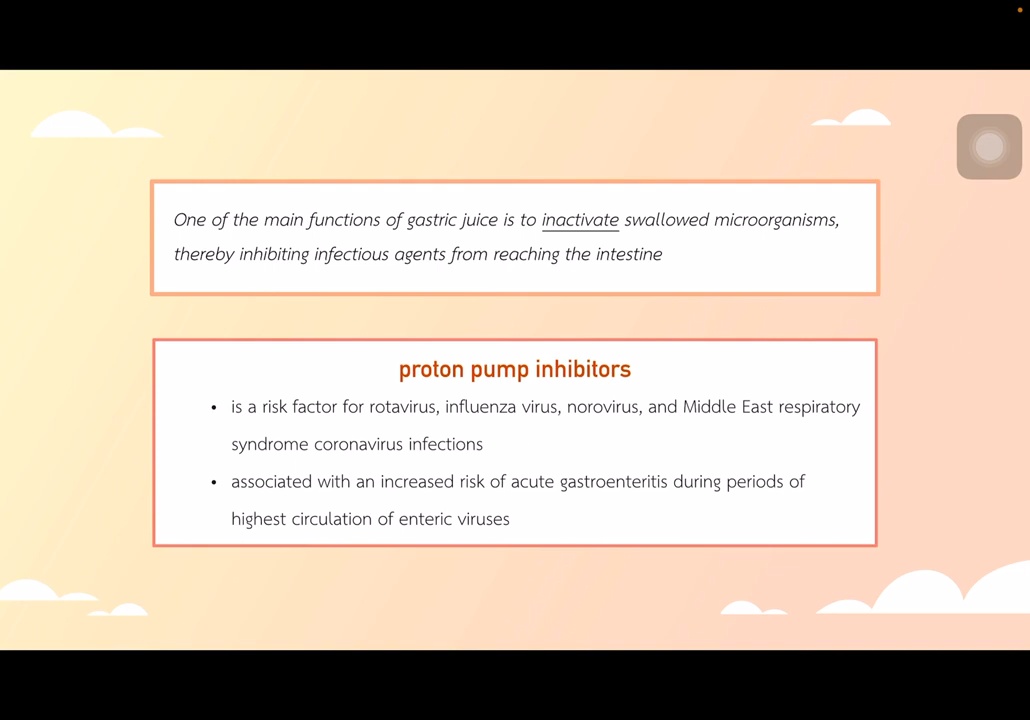 One of the main functions of gastric juice is to inactivate swallowed microorganisms,
thereby inhibiting infectious agents from reaching the intestine
proton pump inhibitors
• is a risk factor for rotavirus, influenza virus, norovirus, and Middle East respiratory
syndrome coronavirus infections
• associated with an increased risk of acute gastroenteritis during periods of
highest circulation of enteric viruses